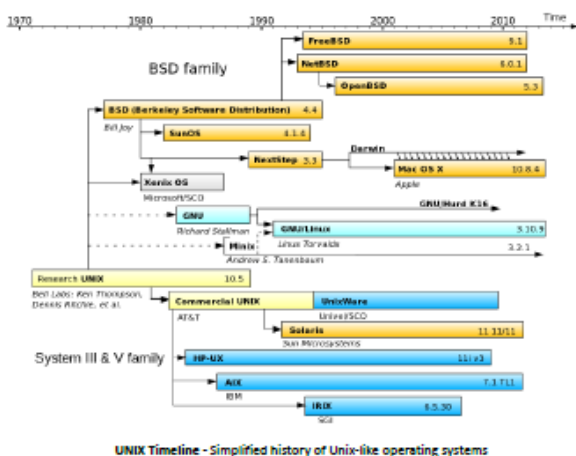 1970 1980 1990 2000 2010 Time
FreeBSD 9.1
BSD family
NetBSD 6.0.1
OpenBSD 5.3
BSD (Berkeley Software Distribution) 4.4
Bill Joy
SunOS 4.1.4
Darwin
NextStep 3.3
Mac OS X 10.8.4
Apple
Xenix OS
Microsoft/SCO
GNU/Hurd K16
GNU
Richard Stallman
GNU/Linux 3.10.9
Linus Torvalds
Minix 3.2.1
Andrew S. Tanenbaum
Research UNIX 10.5
Bell Labs: Ken Thompson,
Dennis Ritchie, et al.
Commercial UNIX
AT&T
UnixWare
Univel/SCO
Solaris 11 11/11
Sun Microsystems
System III & V family
HP-UX 11i v3
AIX 7.1 TL1
IBM
IRIX 6.5.30
SGI
UNIX Timeline - Simplified history of Unix-like operating systems